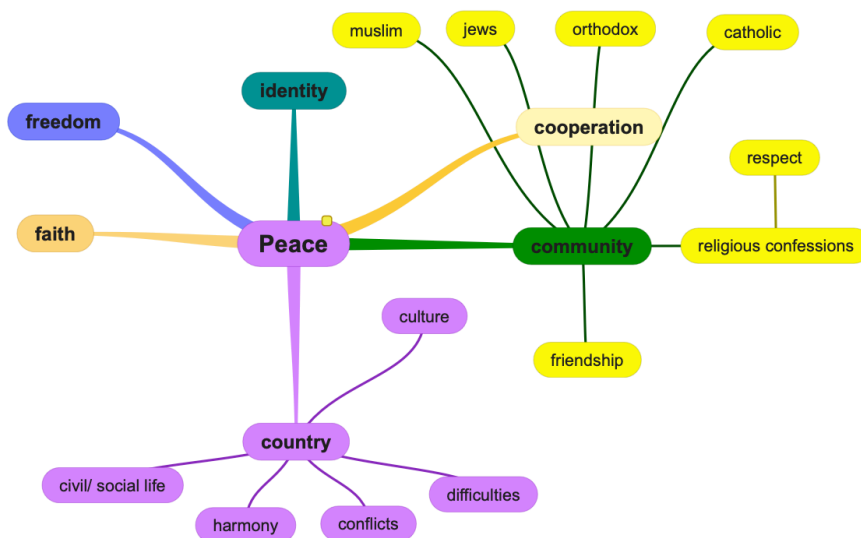 muslim
jews
orthodox
catholic
identity
freedom
cooperation
respect
faith
Peace
community
religious confessions
culture
friendship
country
civil/ social life
difficulties
harmony
conflicts